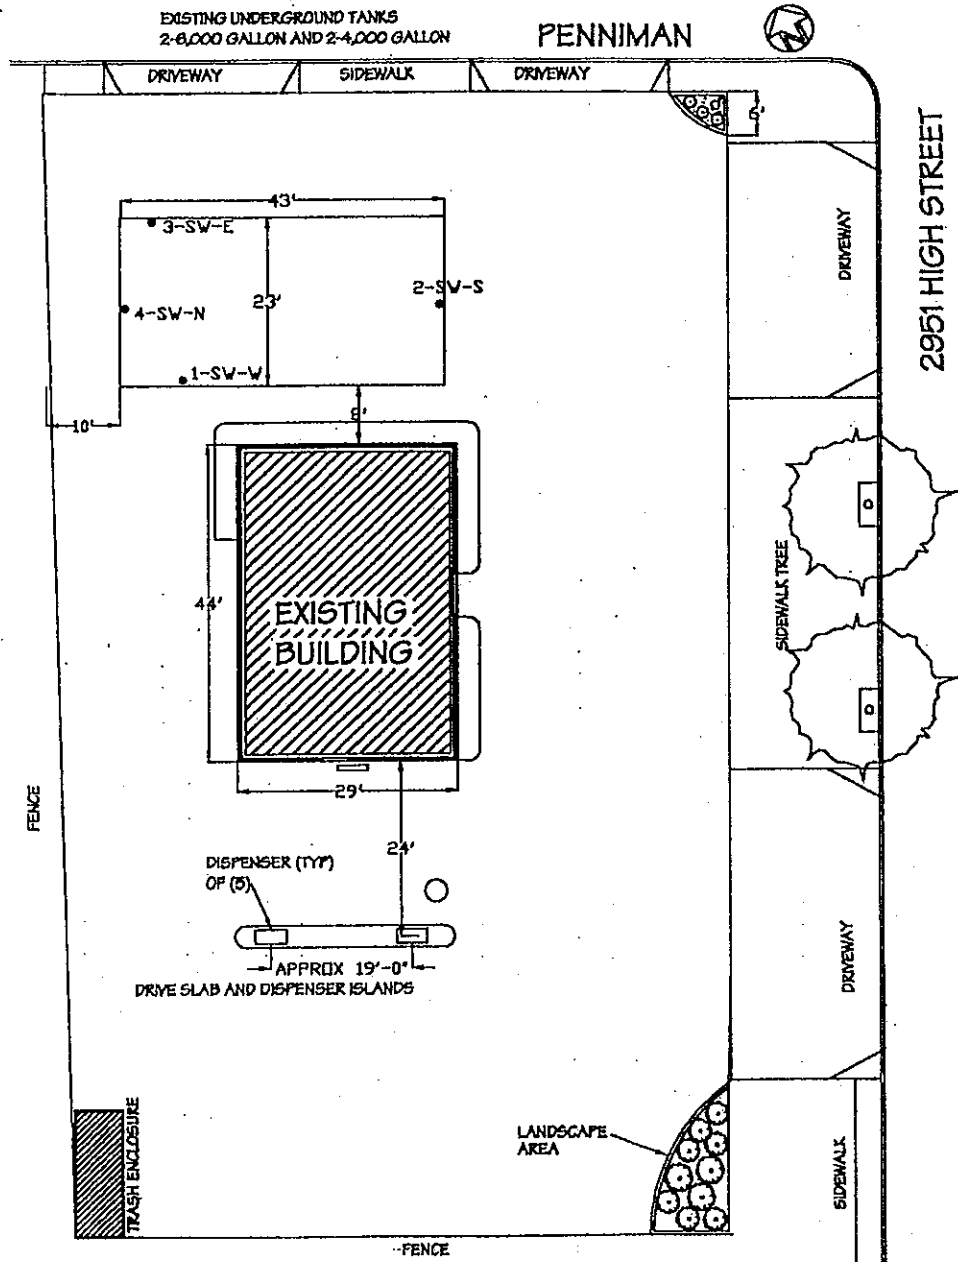 EXISTING UNDERGROUND TANKS
2-6,000 GALLON AND 2-4,000 GALLON
PENNIMAN
N
DRIVEWAY
SIDEWALK
DRIVEWAY
6'
2951 HIGH STREET
43'
3-SW-E
DRIVEWAY
23'
2-SW-S
4-SW-N
1-SW-W
10'
8'
SIDEWALK TREE
44'
EXISTING
BUILDING
29'
FENCE
24'
DISPENSER (TYP)
OF (5)
APPROX 19'-0"
DRIVE SLAB AND DISPENSER ISLANDS
DRIVEWAY
TRASH ENCLOSURE
LANDSCAPE
AREA
SIDEWALK
FENCE